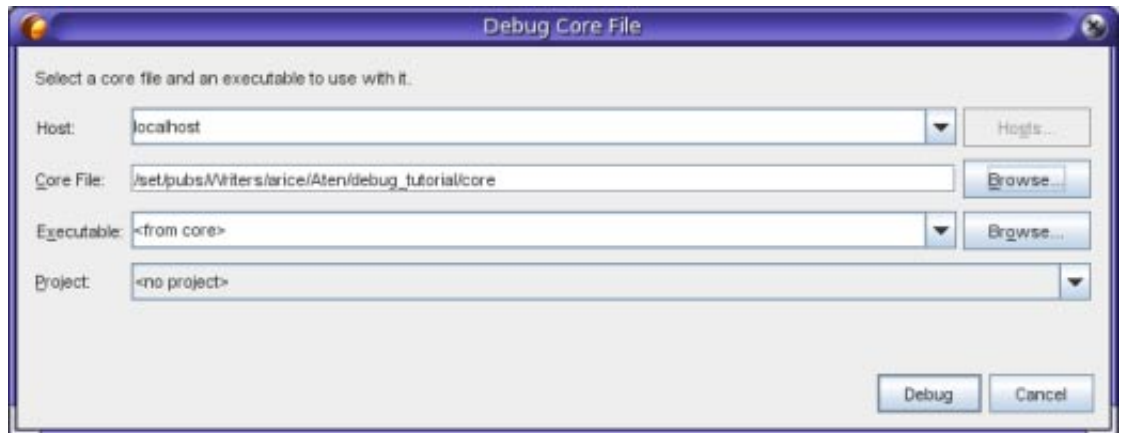 Debug Core File
Select a core file and an executable to use with it.
Host: localhost Hosts...
Core File: /set/pubs/Writers/arice/Aten/debug_tutorial/core Browse...
Executable: <from core> Browse...
Project: <no project>
Debug Cancel